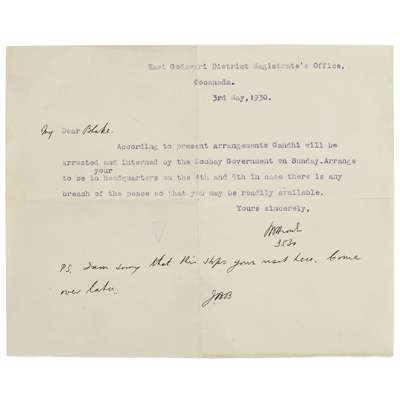 East Godavari District Magistrate's Office,
Cocanada.
3rd May, 1930.
My Dear Blake.
According to present arrangements Gandhi will be
arrested and interned by the Bombay Government on Sunday. Arrange
your
to be in headquarters on the 4th and 5th in case there is any
breach of the peace so that you may be readily available.
Yours sincerely,
3530
P.S. I am sorry that this stops your visit here. Come
over later.